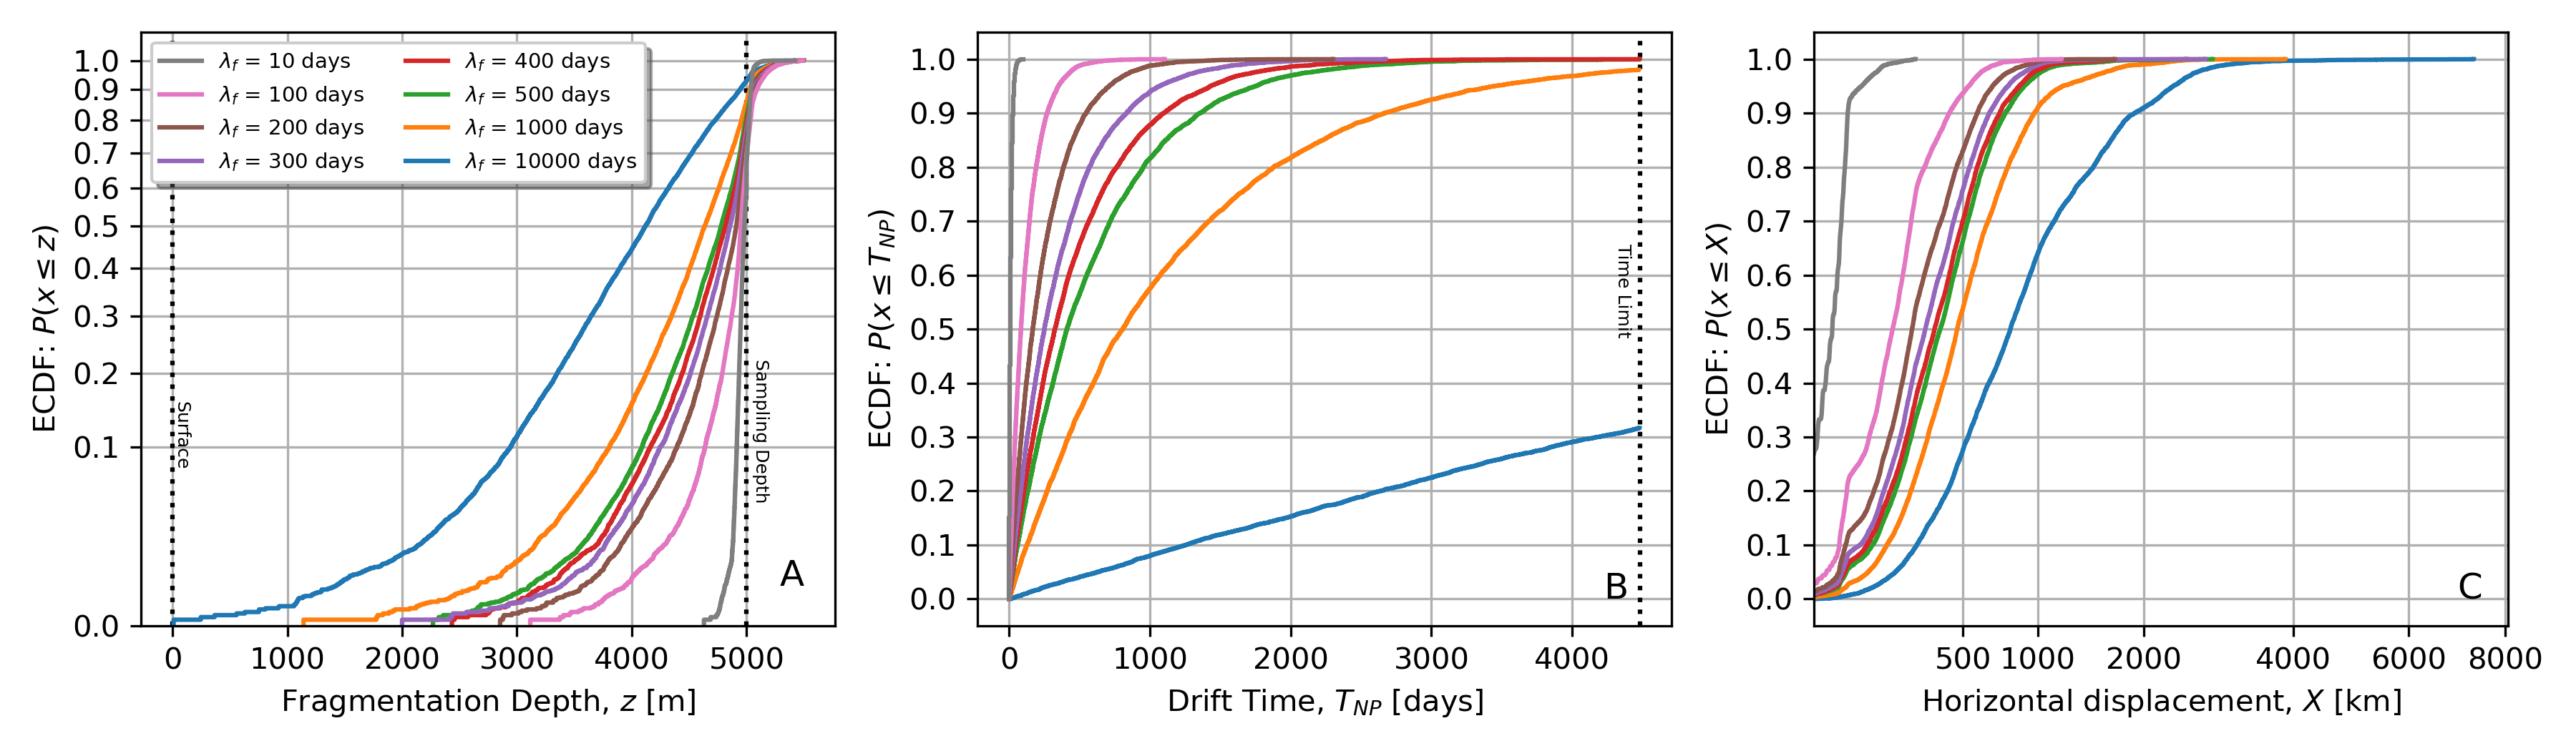 ECDF: P(x ≤ z)
1.0
0.9
0.8
0.7
0.6
0.5
0.4
0.3
0.2
0.1
0.0
λf = 10 days
λf = 100 days
λf = 200 days
λf = 300 days
λf = 400 days
λf = 500 days
λf = 1000 days
λf = 10000 days
Surface
Sampling Depth
A
0 1000 2000 3000 4000 5000
Fragmentation Depth, z [m]
ECDF: P(x ≤ TNP)
1.0
0.9
0.8
0.7
0.6
0.5
0.4
0.3
0.2
0.1
0.0
Time Limit
B
0 1000 2000 3000 4000
Drift Time, TNP [days]
ECDF: P(x ≤ X)
1.0
0.9
0.8
0.7
0.6
0.5
0.4
0.3
0.2
0.1
0.0
C
500 1000 2000 4000 6000 8000
Horizontal displacement, X [km]